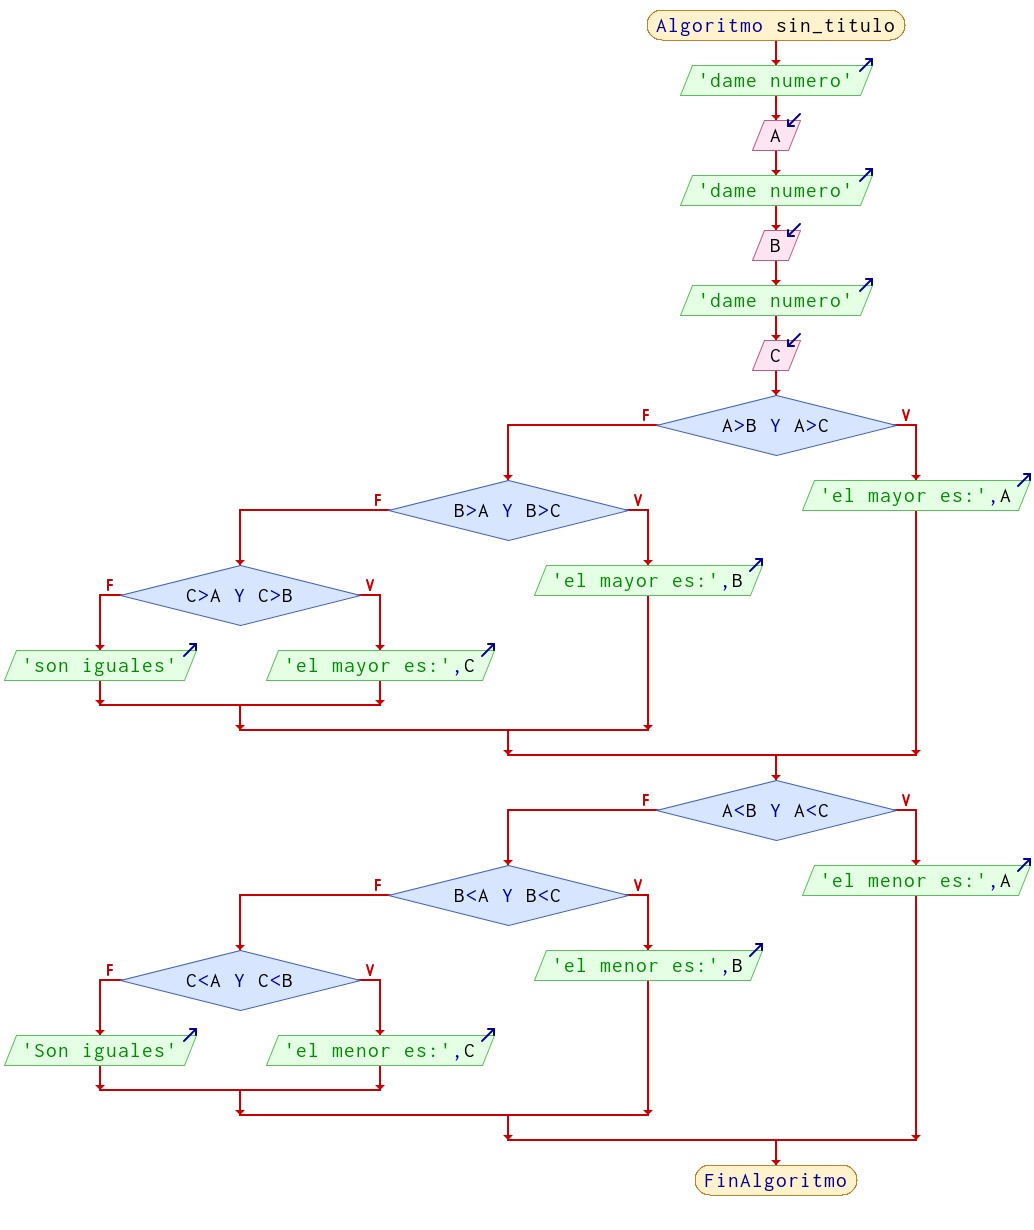 Algoritmo sin_titulo
'dame numero'
A
'dame numero'
B
'dame numero'
C
A>B Y A>C
F
V
'el mayor es:',A
B>A Y B>C
F
V
'el mayor es:',B
C>A Y C>B
F
V
'son iguales'
'el mayor es:',C
A<B Y A<C
F
V
'el menor es:',A
B<A Y B<C
F
V
'el menor es:',B
C<A Y C<B
F
V
'Son iguales'
'el menor es:',C
FinAlgoritmo